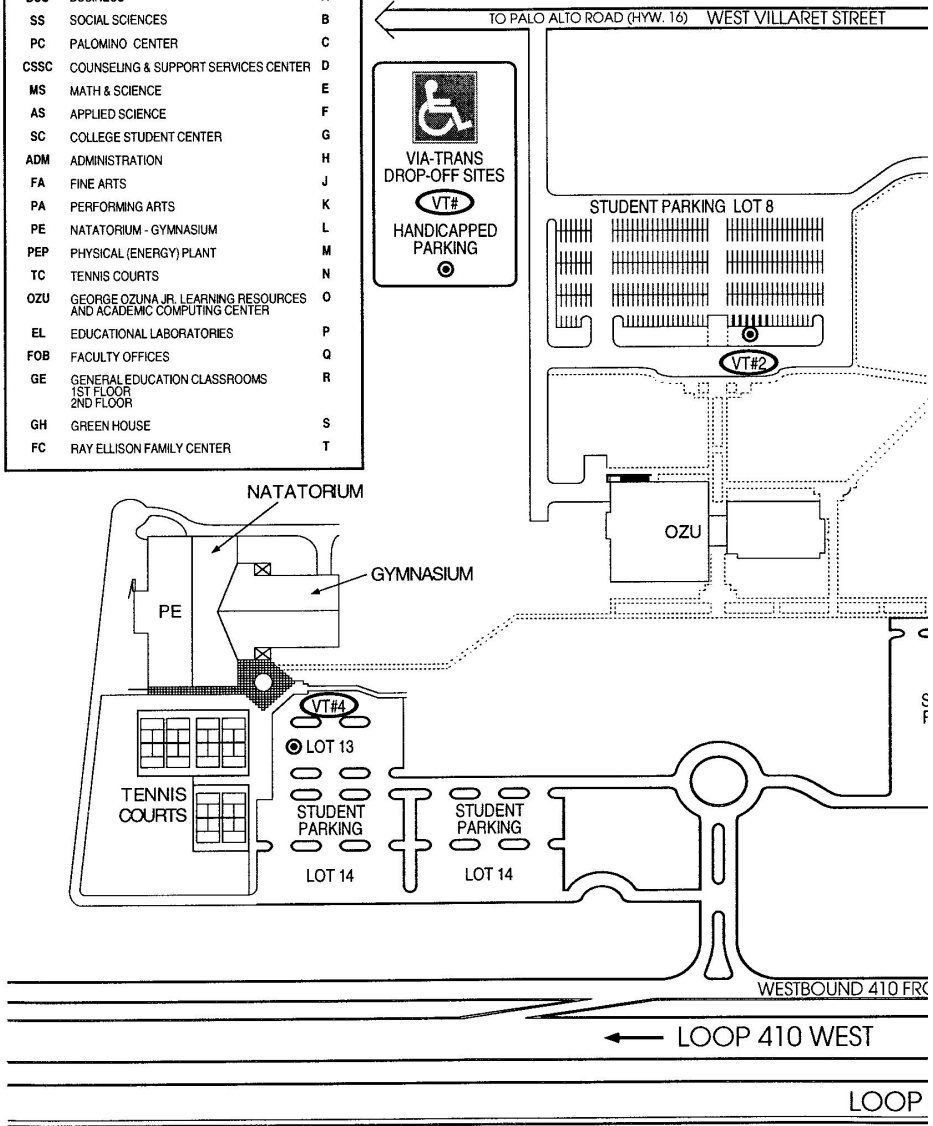 SS SOCIAL SCIENCES B
PC PALOMINO CENTER C
CSSC COUNSELING & SUPPORT SERVICES CENTER D
MS MATH & SCIENCE E
AS APPLIED SCIENCE F
SC COLLEGE STUDENT CENTER G
ADM ADMINISTRATION H
FA FINE ARTS J
PA PERFORMING ARTS K
PE NATATORIUM - GYMNASIUM L
PEP PHYSICAL (ENERGY) PLANT M
TC TENNIS COURTS N
OZU GEORGE OZUNA JR. LEARNING RESOURCES O
AND ACADEMIC COMPUTING CENTER
EL EDUCATIONAL LABORATORIES P
FOB FACULTY OFFICES Q
GE GENERAL EDUCATION CLASSROOMS R
1ST FLOOR
2ND FLOOR
GH GREEN HOUSE S
FC RAY ELLISON FAMILY CENTER T
TO PALO ALTO ROAD (HYW. 16) WEST VILLARET STREET
VIA-TRANS
DROP-OFF SITES
VT#
HANDICAPPED
PARKING
STUDENT PARKING LOT 8
VT#2
OZU
NATATORIUM
GYMNASIUM
PE
VT#4
LOT 13
TENNIS
COURTS
STUDENT
PARKING
LOT 14
STUDENT
PARKING
LOT 14
WESTBOUND 410 FRO
LOOP 410 WEST
LOOP